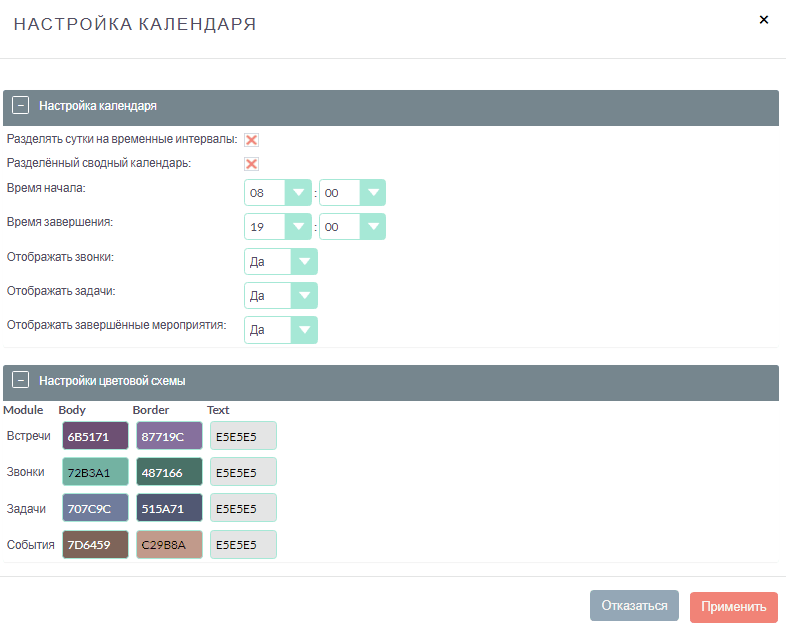 НАСТРОЙКА КАЛЕНДАРЯ ×
− Настройка календаря
Разделять сутки на временные интервалы:
Разделённый сводный календарь:
Время начала: 08 : 00
Время завершения: 19 : 00
Отображать звонки: Да
Отображать задачи: Да
Отображать завершённые мероприятия: Да
− Настройки цветовой схемы
Module Body Border Text
Встречи 6B5171 87719C E5E5E5
Звонки 72B3A1 487166 E5E5E5
Задачи 707C9C 515A71 E5E5E5
События 7D6459 C29B8A E5E5E5
Отказаться Применить